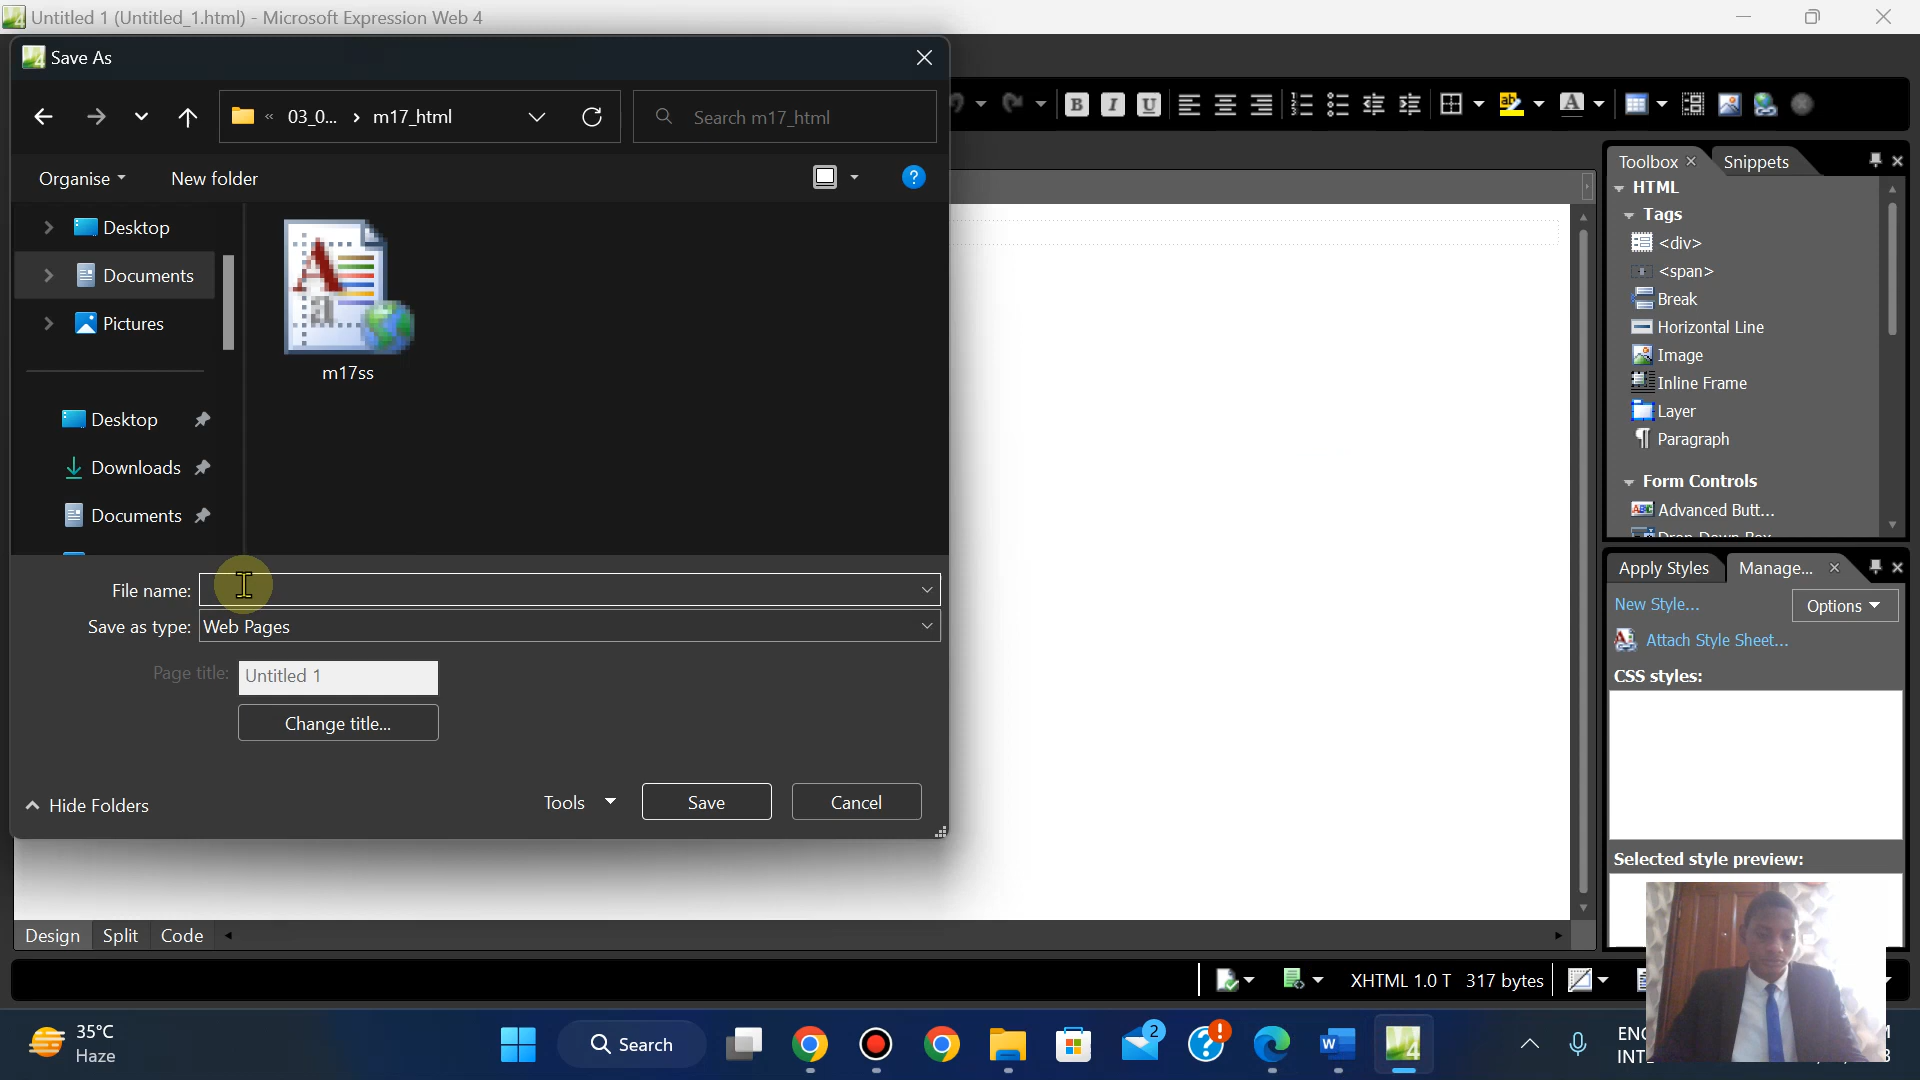 Untitled 1 (Untitled_1.html) - Microsoft Expression Web 4
Save As
« 03_0... › m17_html
Search m17_html
Organise
New folder
?
Desktop
Documents
Pictures
Desktop
Downloads
Documents
m17ss
File name:
Save as type: Web Pages
Page title: Untitled 1
Change title...
Hide Folders
Tools
Save
Cancel
B I U
ab A
Toolbox
Snippets
HTML
Tags
<div>
<span>
Break
Horizontal Line
Image
Inline Frame
Layer
Paragraph
Form Controls
Advanced Butt...
Apply Styles
Manage...
New Style...
Options
Attach Style Sheet...
CSS styles:
Selected style preview:
Design
Split
Code
XHTML 1.0 T
317 bytes
35°C
Haze
Search
2
ENG